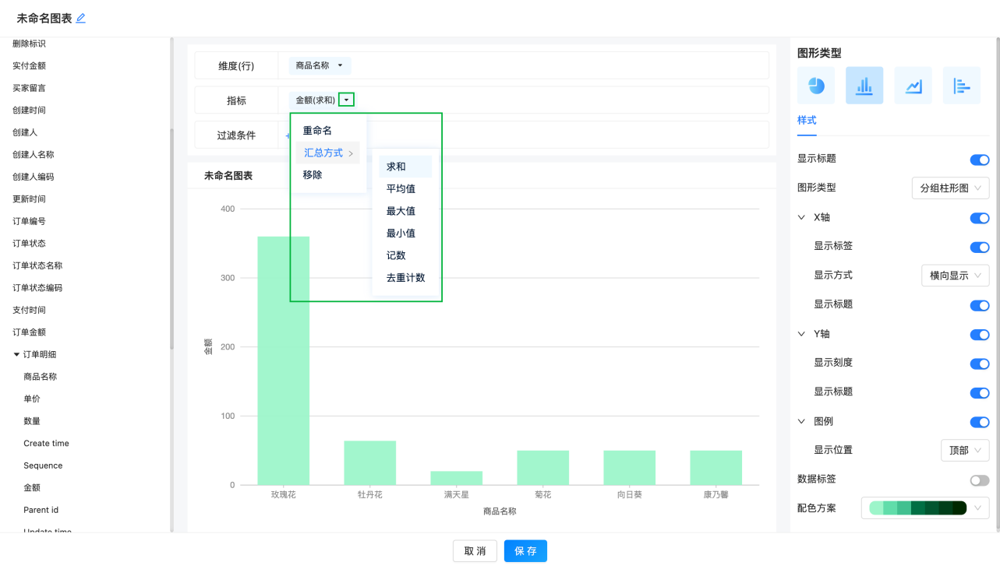 未命名图表
删除标识
实付金额
买家留言
创建时间
创建人
创建人名称
创建人编码
更新时间
订单编号
订单状态
订单状态名称
订单状态编码
支付时间
订单金额
订单明细
商品名称
单价
数量
Create time
Sequence
金额
Parent id
Update time
维度(行)
商品名称
指标
金额(求和)
过滤条件
+
重命名
汇总方式 >
移除
求和
平均值
最大值
最小值
记数
去重计数
未命名图表
400
300
200
100
0
金额
玫瑰花 牡丹花 满天星 菊花 向日葵 康乃馨
商品名称
图形类型
样式
显示标题
图形类型 分组柱形图
X轴
显示标签
显示方式 横向显示
显示标题
Y轴
显示刻度
显示标题
图例
显示位置 顶部
数据标签
配色方案
取 消 保 存